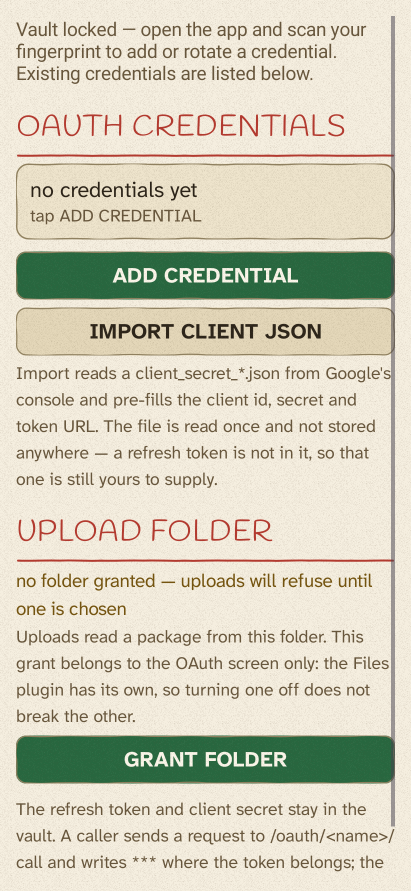 Vault locked — open the app and scan your
fingerprint to add or rotate a credential.
Existing credentials are listed below.
OAUTH CREDENTIALS
no credentials yet
tap ADD CREDENTIAL
ADD CREDENTIAL
IMPORT CLIENT JSON
Import reads a client_secret_*.json from Google's
console and pre-fills the client id, secret and
token URL. The file is read once and not stored
anywhere — a refresh token is not in it, so that
one is still yours to supply.
UPLOAD FOLDER
no folder granted — uploads will refuse until
one is chosen
Uploads read a package from this folder. This
grant belongs to the OAuth screen only: the Files
plugin has its own, so turning one off does not
break the other.
GRANT FOLDER
The refresh token and client secret stay in the
vault. A caller sends a request to /oauth/<name>/
call and writes *** where the token belongs; the